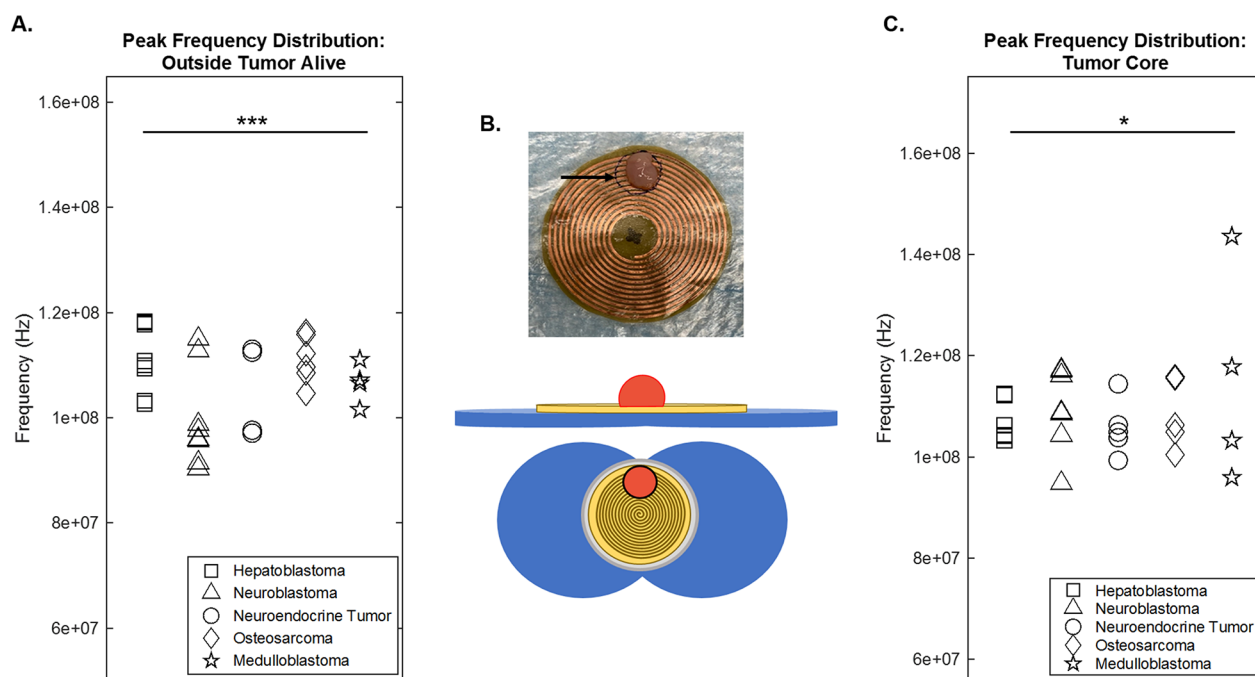 A.
Peak Frequency Distribution:
Outside Tumor Alive
1.6e+08
1.4e+08
1.2e+08
1e+08
8e+07
6e+07
Frequency (Hz)
***
Hepatoblastoma
Neuroblastoma
Neuroendocrine Tumor
Osteosarcoma
Medulloblastoma
B.
C.
Peak Frequency Distribution:
Tumor Core
1.6e+08
1.4e+08
1.2e+08
1e+08
8e+07
6e+07
Frequency (Hz)
*
Hepatoblastoma
Neuroblastoma
Neuroendocrine Tumor
Osteosarcoma
Medulloblastoma